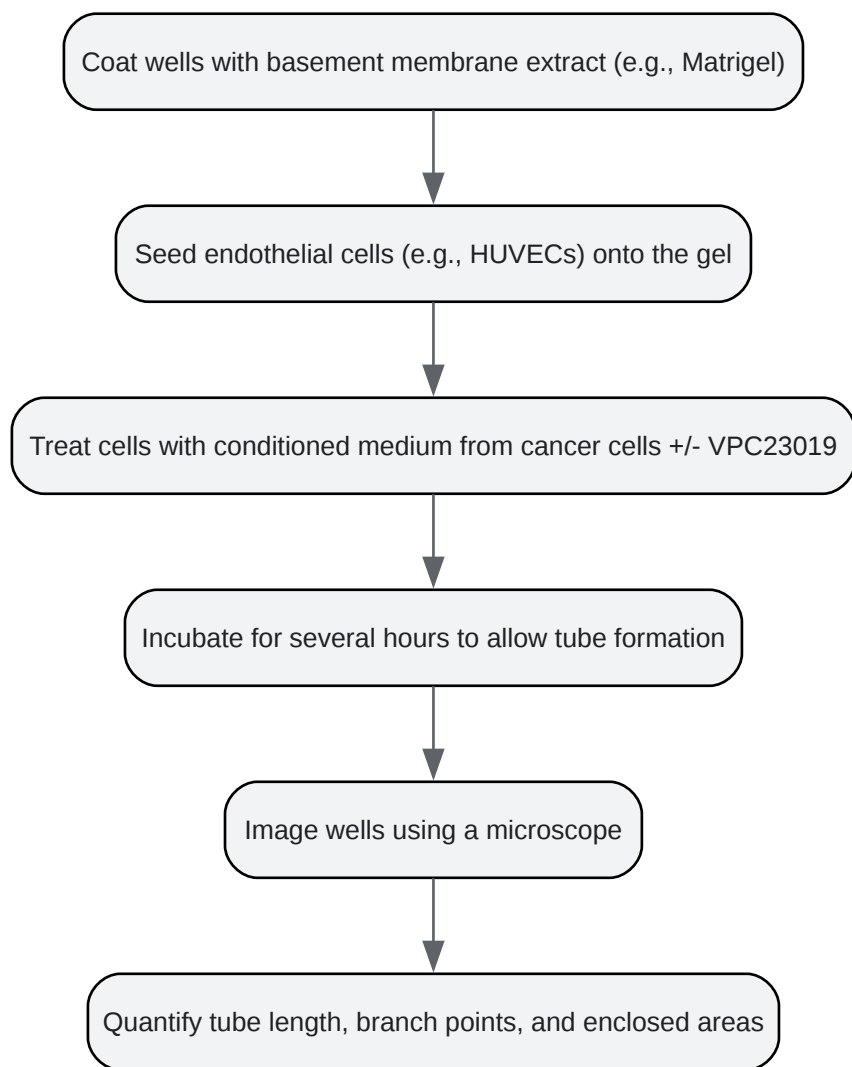 Coat wells with basement membrane extract (e.g., Matrigel)
Seed endothelial cells (e.g., HUVECs) onto the gel
Treat cells with conditioned medium from cancer cells +/- VPC23019
Incubate for several hours to allow tube formation
Image wells using a microscope
Quantify tube length, branch points, and enclosed areas